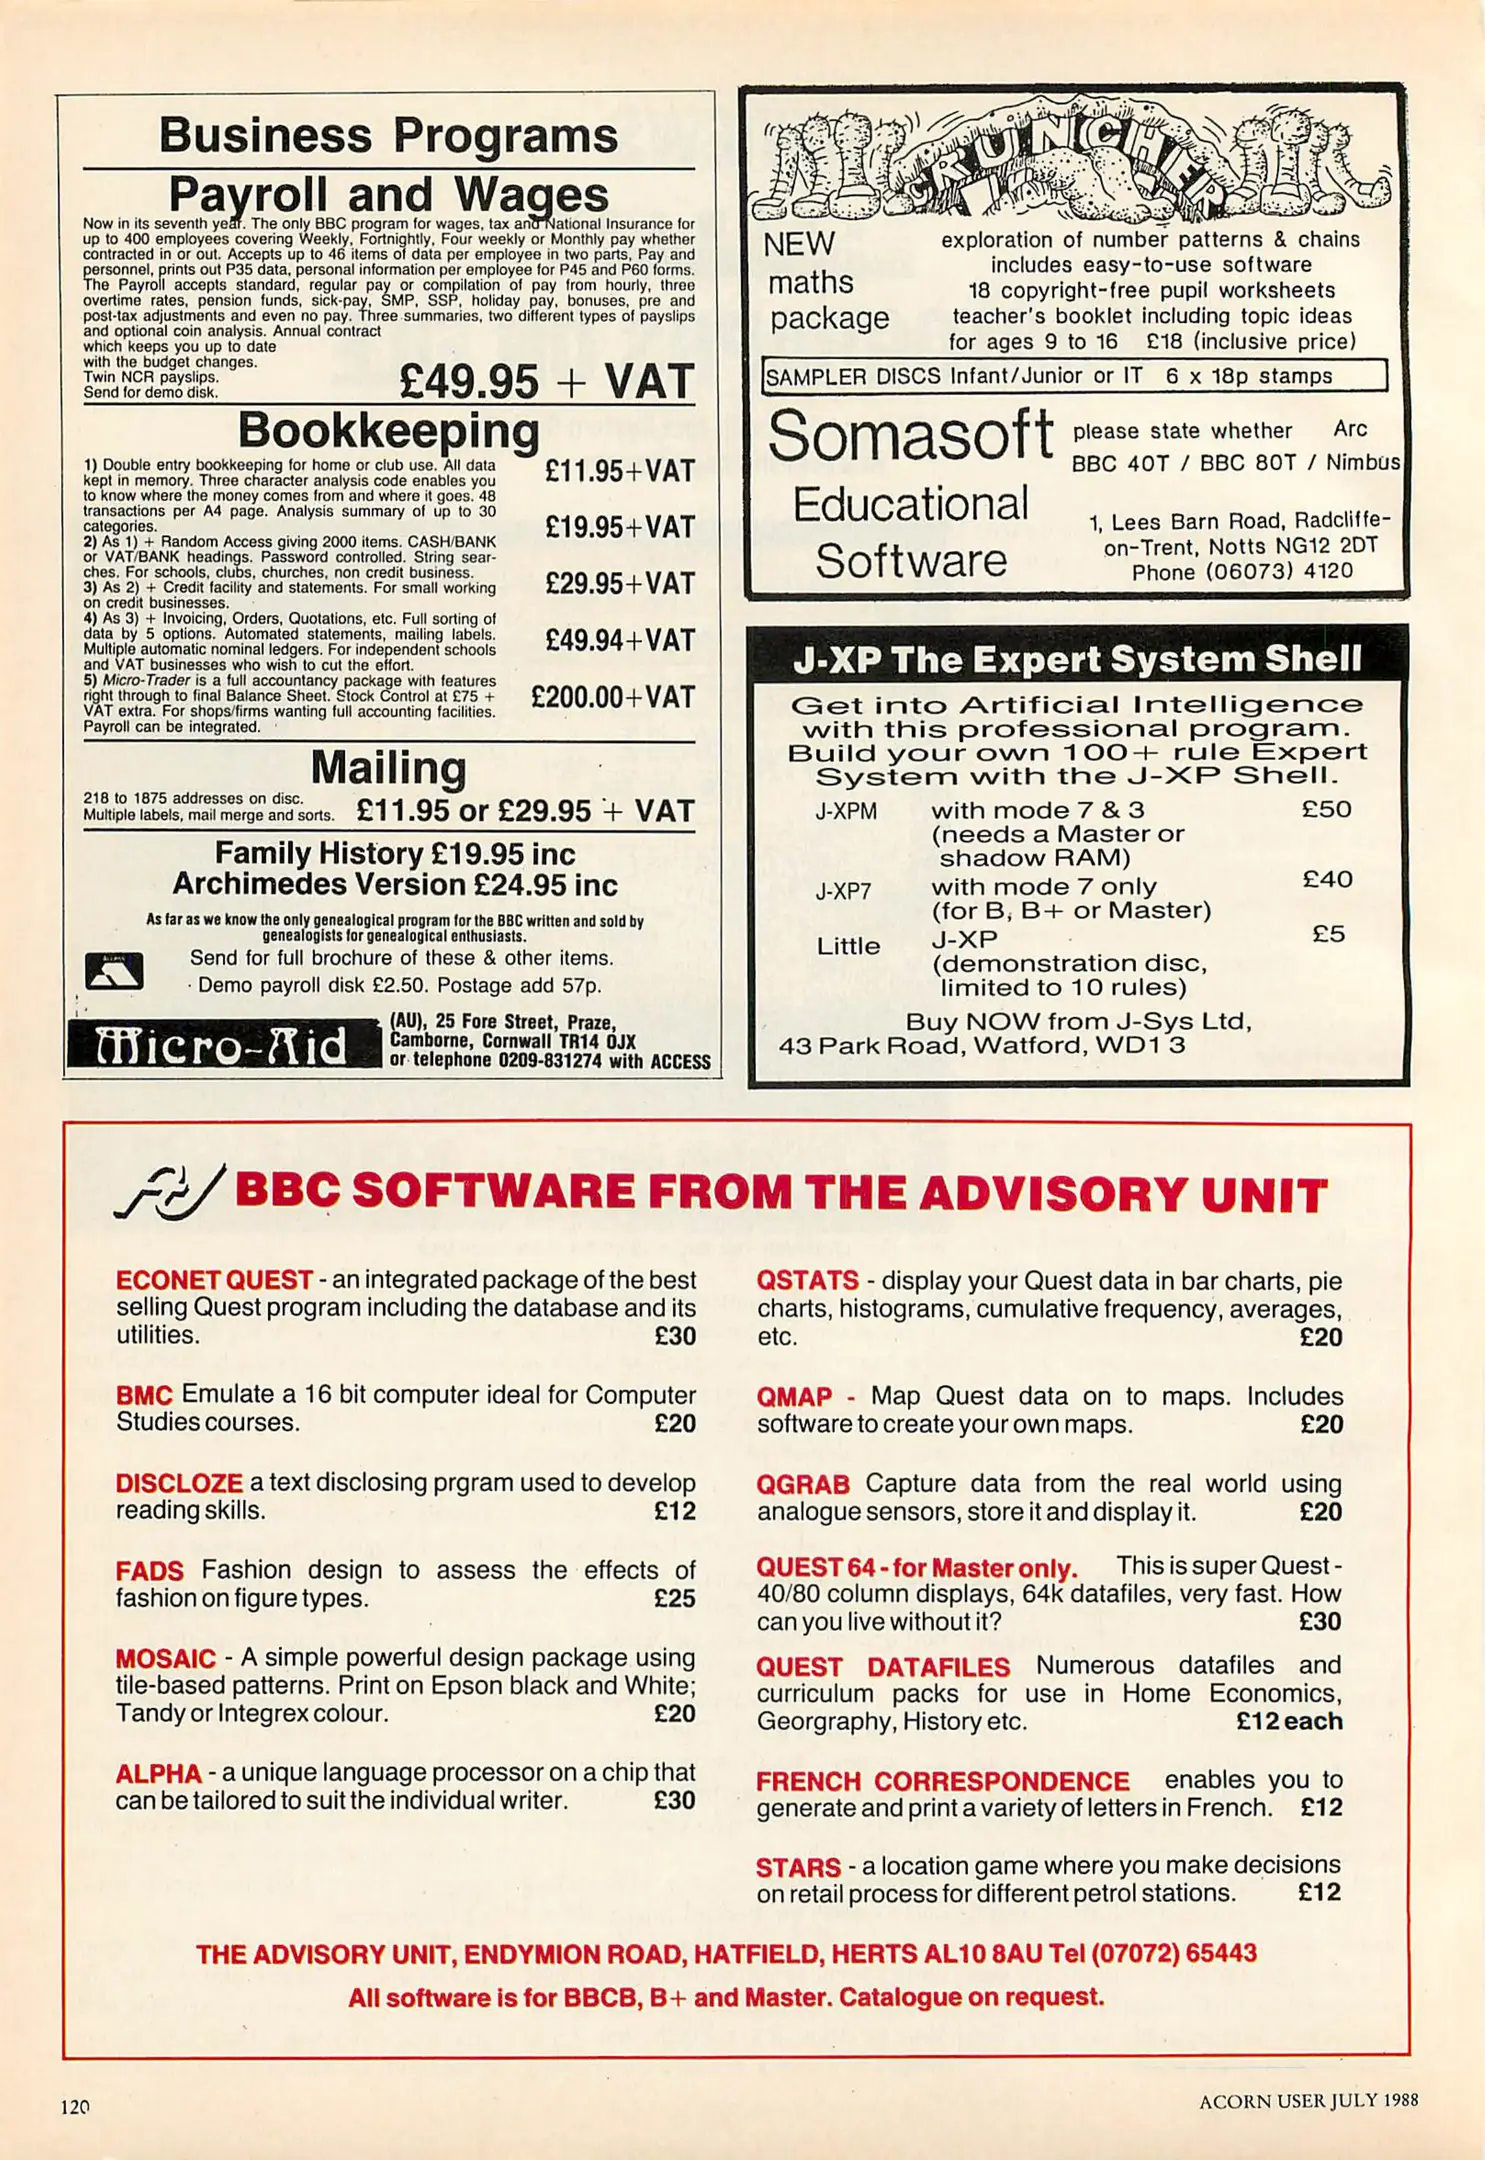 Business Programs
Payroll and Wages
Now in its seventh year. The only BBC program for wages, tax and National Insurance for
up to 400 employees covering Weekly, Fortnightly, Four weekly or Monthly pay whether
contracted in or out. Accepts up to 46 items of data per employee in two parts, Pay and
personnel, prints out P35 data, personal information per employee for P45 and P60 forms.
The Payroll accepts standard, regular pay or compilation of pay from hourly, three
overtime rates, pension funds, sick-pay, SMP, SSP, holiday pay, bonuses, pre and
post-tax adjustments and even no pay. Three summaries, two different types of payslips
and optional coin analysis. Annual contract
which keeps you up to date
with the budget changes.
Twin NCR payslips.
Send for demo disk.
£49.95 + VAT
Bookkeeping
1) Double entry bookkeeping for home or club use. All data
kept in memory. Three character analysis code enables you
to know where the money comes from and where it goes. 48
transactions per A4 page. Analysis summary of up to 30
categories.
£11.95+VAT
2) As 1) + Random Access giving 2000 items. CASH/BANK
or VAT/BANK headings. Password controlled. String sear-
ches. For schools, clubs, churches, non credit business.
£19.95+VAT
3) As 2) + Credit facility and statements. For small working
on credit businesses.
£29.95+VAT
4) As 3) + Invoicing, Orders, Quotations, etc. Full sorting of
data by 5 options. Automated statements, mailing labels.
Multiple automatic nominal ledgers. For independent schools
and VAT businesses who wish to cut the effort.
£49.94+VAT
5) Micro-Trader is a full accountancy package with features
right through to final Balance Sheet. Stock Control at £75 +
VAT extra. For shops/firms wanting full accounting facilities.
Payroll can be integrated.
£200.00+VAT
Mailing
218 to 1875 addresses on disc.
Multiple labels, mail merge and sorts. £11.95 or £29.95 + VAT
Family History £19.95 inc
Archimedes Version £24.95 inc
As far as we know the only genealogical program for the BBC written and sold by
genealogists for genealogical enthusiasts.
Send for full brochure of these & other items.
Demo payroll disk £2.50. Postage add 57p.
Micro-Aid
(AU), 25 Fore Street, Praze,
Camborne, Cornwall TR14 0JX
or telephone 0209-831274 with ACCESS
CRUNCHER
NEW
maths
package
exploration of number patterns & chains
includes easy-to-use software
18 copyright-free pupil worksheets
teacher's booklet including topic ideas
for ages 9 to 16 £18 (inclusive price)
SAMPLER DISCS Infant/Junior or IT 6 x 18p stamps
Somasoft
Educational
Software
please state whether Arc
BBC 40T / BBC 80T / Nimbus
1, Lees Barn Road, Radcliffe-
on-Trent, Notts NG12 2DT
Phone (06073) 4120
J-XP The Expert System Shell
Get into Artificial Intelligence
with this professional program.
Build your own 100+ rule Expert
System with the J-XP Shell.
J-XPM with mode 7 & 3 £50
(needs a Master or
shadow RAM)
J-XP7 with mode 7 only £40
(for B, B+ or Master)
Little J-XP £5
(demonstration disc,
limited to 10 rules)
Buy NOW from J-Sys Ltd,
43 Park Road, Watford, WD1 3
BBC SOFTWARE FROM THE ADVISORY UNIT
ECONET QUEST - an integrated package of the best
selling Quest program including the database and its
utilities. £30
BMC Emulate a 16 bit computer ideal for Computer
Studies courses. £20
DISCLOZE a text disclosing prgram used to develop
reading skills. £12
FADS Fashion design to assess the effects of
fashion on figure types. £25
MOSAIC - A simple powerful design package using
tile-based patterns. Print on Epson black and White;
Tandy or Integrex colour. £20
ALPHA - a unique language processor on a chip that
can be tailored to suit the individual writer. £30
QSTATS - display your Quest data in bar charts, pie
charts, histograms, cumulative frequency, averages,
etc. £20
QMAP - Map Quest data on to maps. Includes
software to create your own maps. £20
QGRAB Capture data from the real world using
analogue sensors, store it and display it. £20
QUEST 64 - for Master only. This is super Quest -
40/80 column displays, 64k datafiles, very fast. How
can you live without it? £30
QUEST DATAFILES Numerous datafiles and
curriculum packs for use in Home Economics,
Georgraphy, History etc. £12 each
FRENCH CORRESPONDENCE enables you to
generate and print a variety of letters in French. £12
STARS - a location game where you make decisions
on retail process for different petrol stations. £12
THE ADVISORY UNIT, ENDYMION ROAD, HATFIELD, HERTS AL10 8AU Tel (07072) 65443
All software is for BBCB, B+ and Master. Catalogue on request.
120
ACORN USER JULY 1988